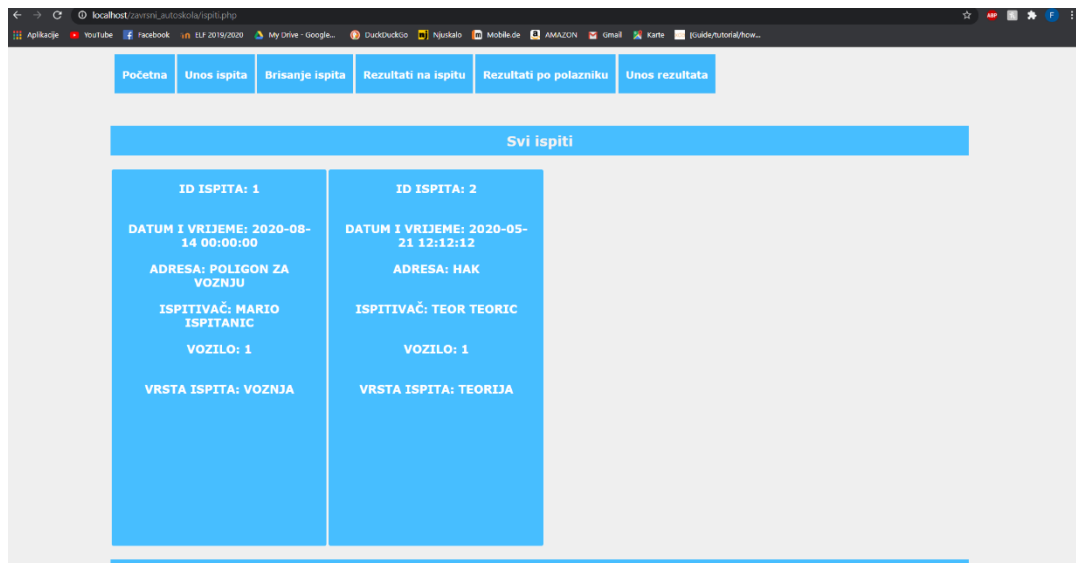 localhost/zavrsni_autoskola/ispiti.php
ABP
F
Aplikacije YouTube Facebook ELF 2019/2020 My Drive - Google... DuckDuckGo Njuskalo Mobile.de AMAZON Gmail Karte [Guide/tutorial/how...
Početna Unos ispita Brisanje ispita Rezultati na ispitu Rezultati po polazniku Unos rezultata
Svi ispiti
ID ISPITA: 1
DATUM I VRIJEME: 2020-08-
14 00:00:00
ADRESA: POLIGON ZA
VOZNJU
ISPITIVAČ: MARIO
ISPITANIC
VOZILO: 1
VRSTA ISPITA: VOZNJA
ID ISPITA: 2
DATUM I VRIJEME: 2020-05-
21 12:12:12
ADRESA: HAK
ISPITIVAČ: TEOR TEORIC
VOZILO: 1
VRSTA ISPITA: TEORIJA